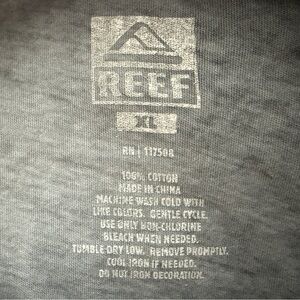 REEF
XL
RN | 117508
100% COTTON
MADE IN CHINA
MACHINE WASH COLD WITH
LIKE COLORS. GENTLE CYCLE.
USE ONLY NON-CHLORINE
BLEACH WHEN NEEDED.
TUMBLE DRY LOW. REMOVE PROMPTLY.
COOL IRON IF NEEDED.
DO NOT IRON DECORATION.